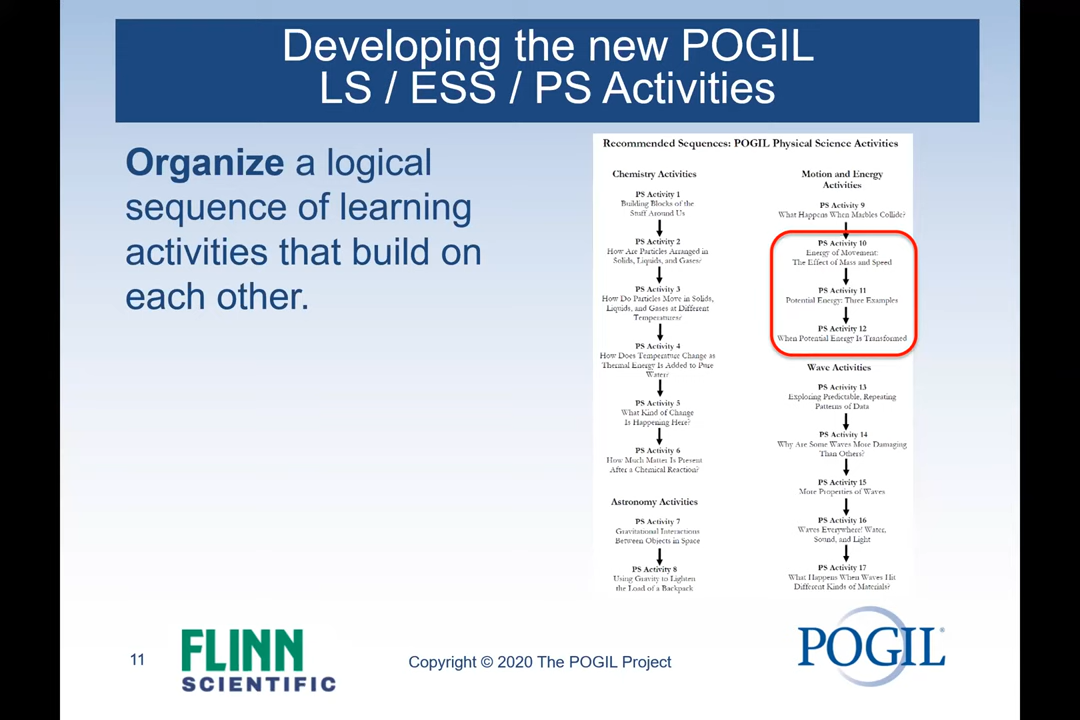 Developing the new POGIL
LS / ESS / PS Activities
Organize a logical
sequence of learning
activities that build on
each other.
Recommended Sequences: POGIL Physical Science Activities
Chemistry Activities
PS Activity 1
Building Blocks of the
Stuff Around Us
PS Activity 2
How Are Particles Arranged in
Solids, Liquids, and Gases?
PS Activity 3
How Do Particles Move in Solids,
Liquids, and Gases at Different
Temperatures?
PS Activity 4
How Does Temperature Change as
Thermal Energy Is Added to Pure
Water?
PS Activity 5
What Kind of Change
Is Happening Here?
PS Activity 6
How Much Matter Is Present
After a Chemical Reaction?
Astronomy Activities
PS Activity 7
Gravitational Interactions
Between Objects in Space
PS Activity 8
Using Gravity to Lighten
the Load of a Backpack
Motion and Energy
Activities
PS Activity 9
What Happens When Marbles Collide?
PS Activity 10
Energy of Movement:
The Effect of Mass and Speed
PS Activity 11
Potential Energy: Three Examples
PS Activity 12
When Potential Energy Is Transformed
Wave Activities
PS Activity 13
Exploring Predictable, Repeating
Patterns of Data
PS Activity 14
Why Are Some Waves More Damaging
Than Others?
PS Activity 15
More Properties of Waves
PS Activity 16
Waves Everywhere! Water,
Sound, and Light
PS Activity 17
What Happens When Waves Hit
Different Kinds of Materials?
11
FLINN
SCIENTIFIC
Copyright © 2020 The POGIL Project
POGIL®